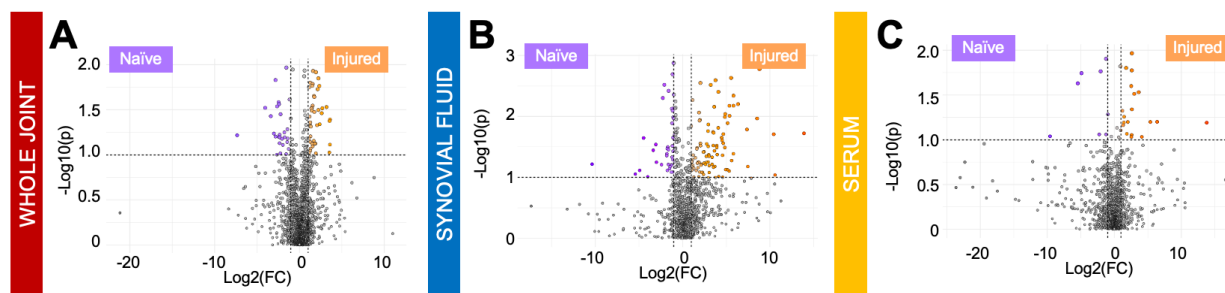 WHOLE JOINT
A
Naïve
Injured
-Log10(p)
2.0
1.5
1.0
0.5
0
-20
-10
0
10
Log2(FC)
SYNOVIAL FLUID
B
Naïve
Injured
-Log10(p)
3
2
1
0
-10
0
10
Log2(FC)
SERUM
C
Naïve
Injured
-Log10(p)
2.0
1.5
1.0
0.5
0
-20
-10
0
10
Log2(FC)